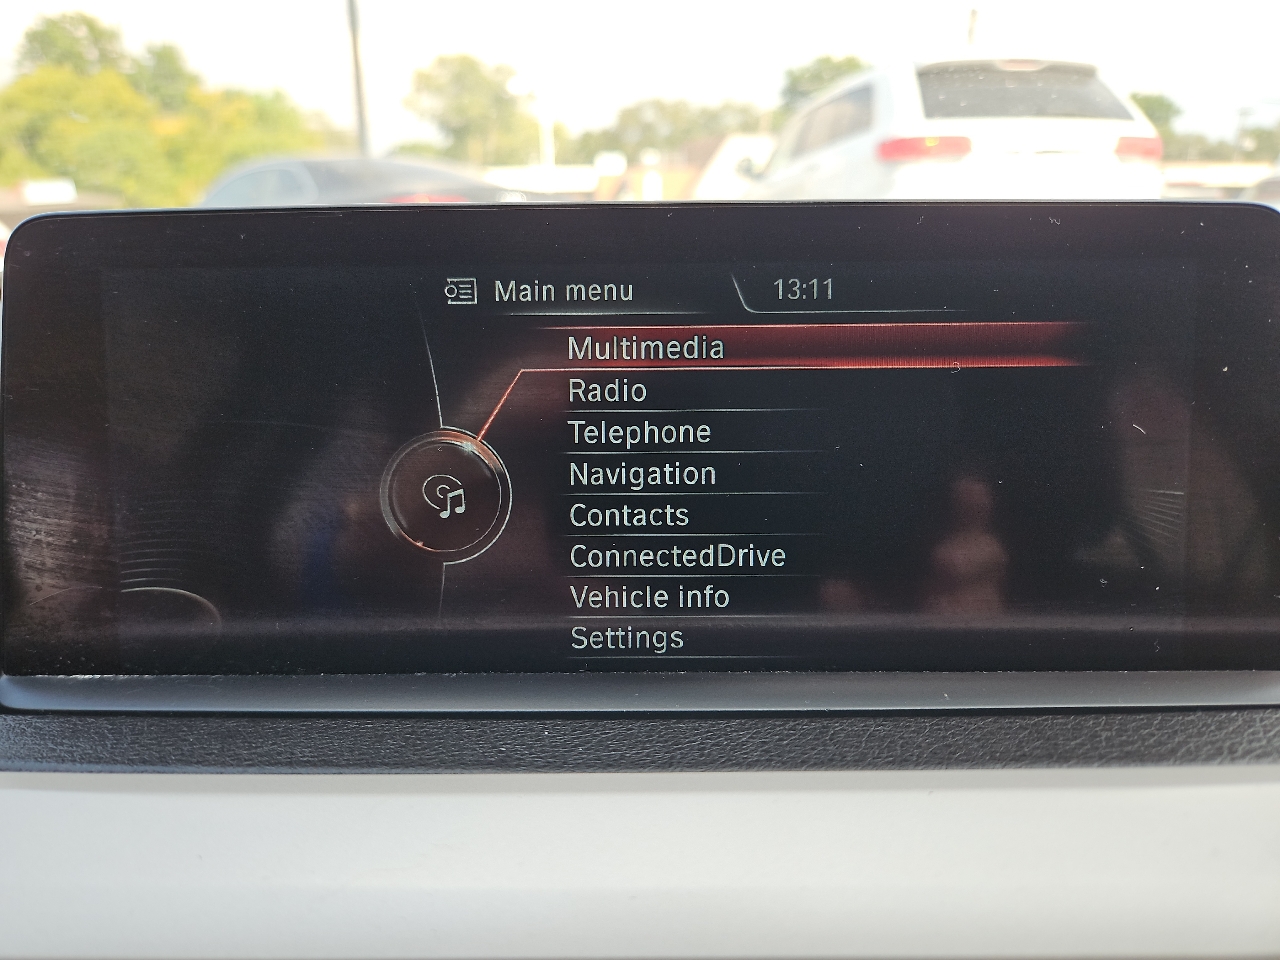 Main menu 13:11
Multimedia
Radio
Telephone
Navigation
Contacts
ConnectedDrive
Vehicle info
Settings